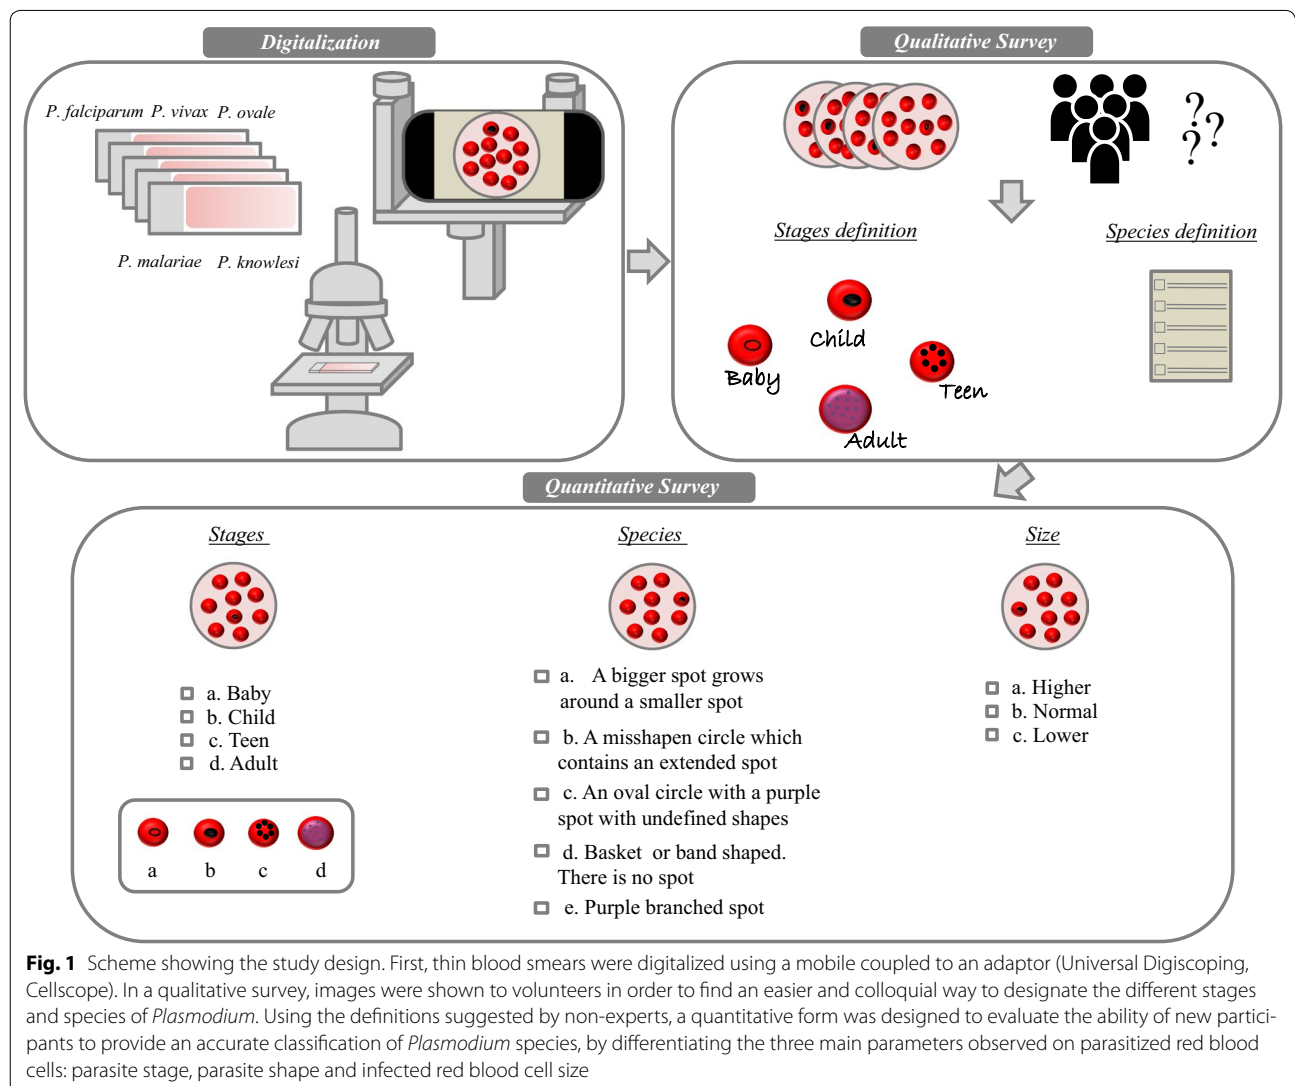 Digitalization
P. falciparum P. vivax P. ovale
P. malariae P. knowlesi
Qualitative Survey
???
Stages definition
Species definition
Child
Baby
Teen
Adult
Quantitative Survey
Stages
a. Baby
b. Child
c. Teen
d. Adult
a b c d
Species
a. A bigger spot grows
around a smaller spot
b. A misshapen circle which
contains an extended spot
c. An oval circle with a purple
spot with undefined shapes
d. Basket or band shaped.
There is no spot
e. Purple branched spot
Size
a. Higher
b. Normal
c. Lower
Fig. 1 Scheme showing the study design. First, thin blood smears were digitalized using a mobile coupled to an adaptor (Universal Digiscoping,
Cellscope). In a qualitative survey, images were shown to volunteers in order to find an easier and colloquial way to designate the different stages
and species of Plasmodium. Using the definitions suggested by non-experts, a quantitative form was designed to evaluate the ability of new partici-
pants to provide an accurate classification of Plasmodium species, by differentiating the three main parameters observed on parasitized red blood
cells: parasite stage, parasite shape and infected red blood cell size